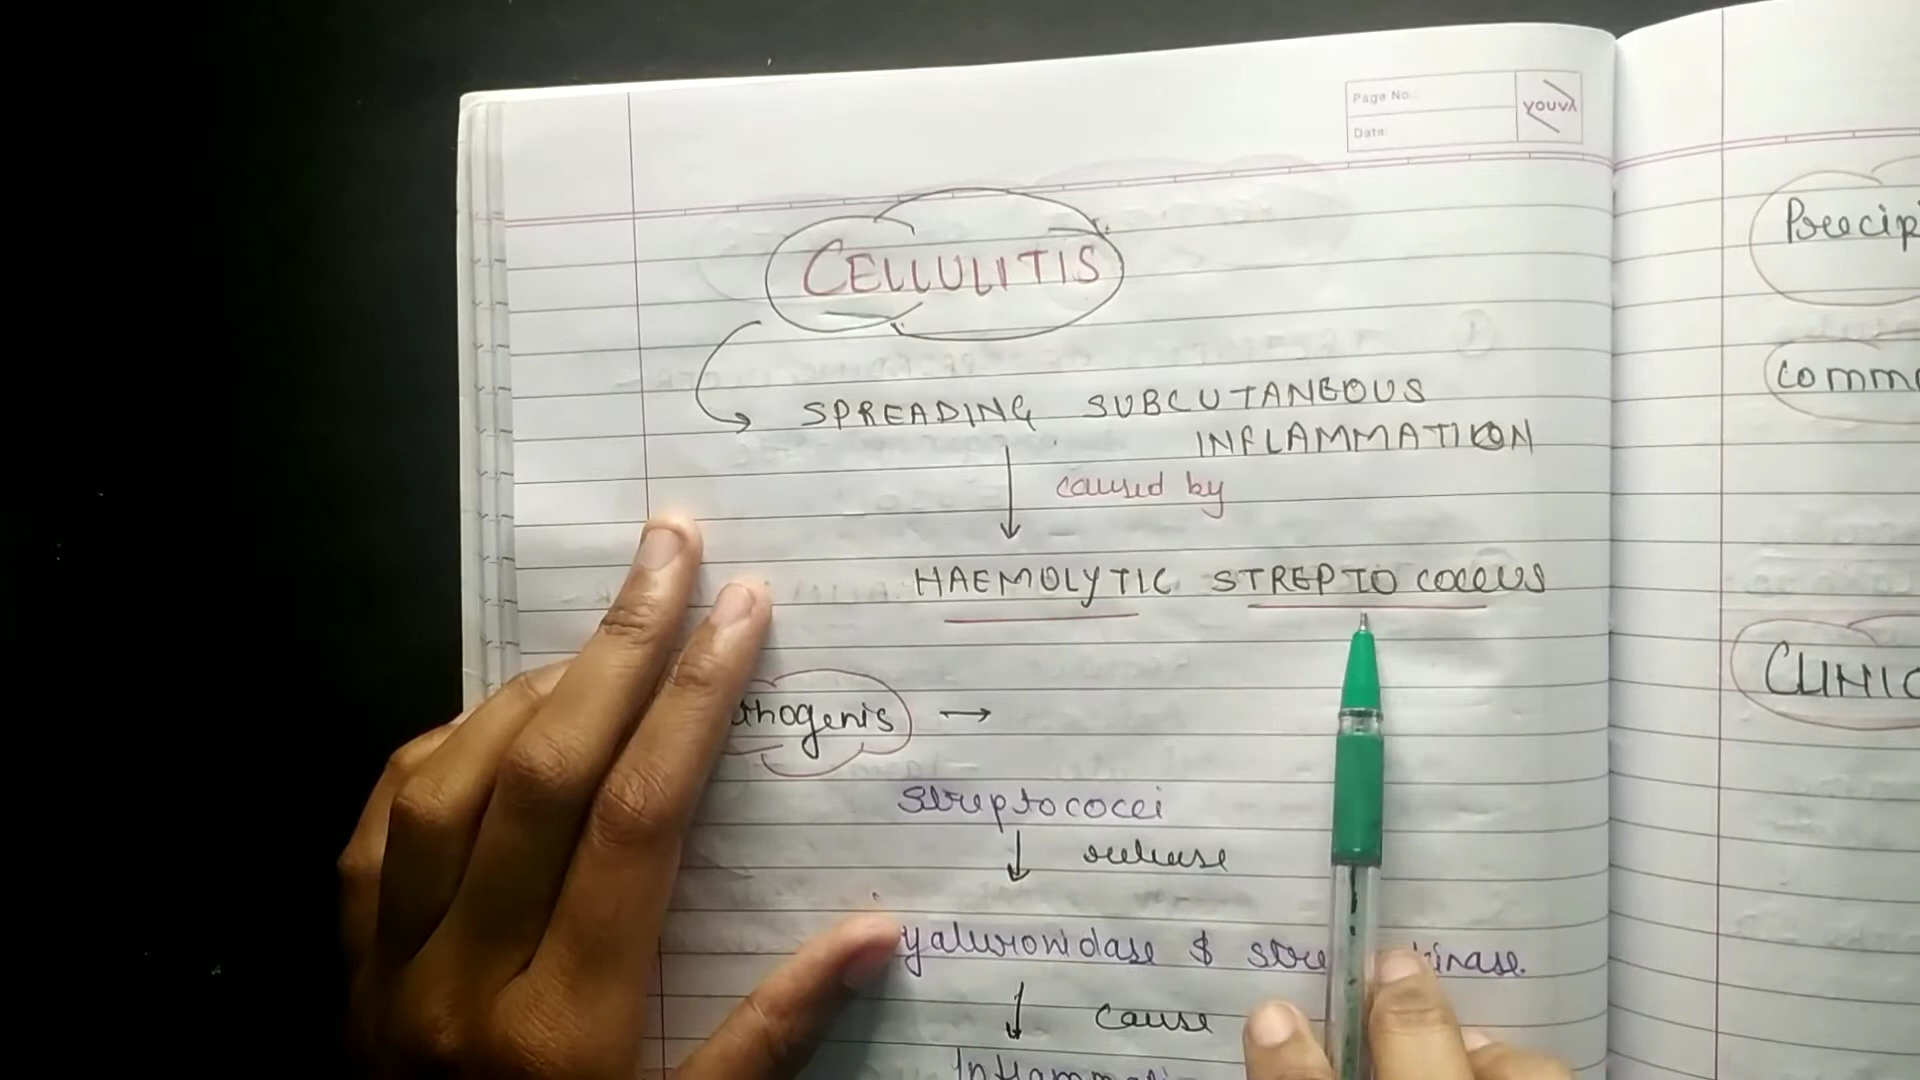 Page No.
Date
YOUVA
CELLULITIS
SPREADING SUBCUTANEOUS
INFLAMMATION
caused by
HAEMOLYTIC STREPTOCOCCUS
thogenis →
Streptococci
release
yaluronidase & stre kinase.
cause
Precip
Comm
CLINIC